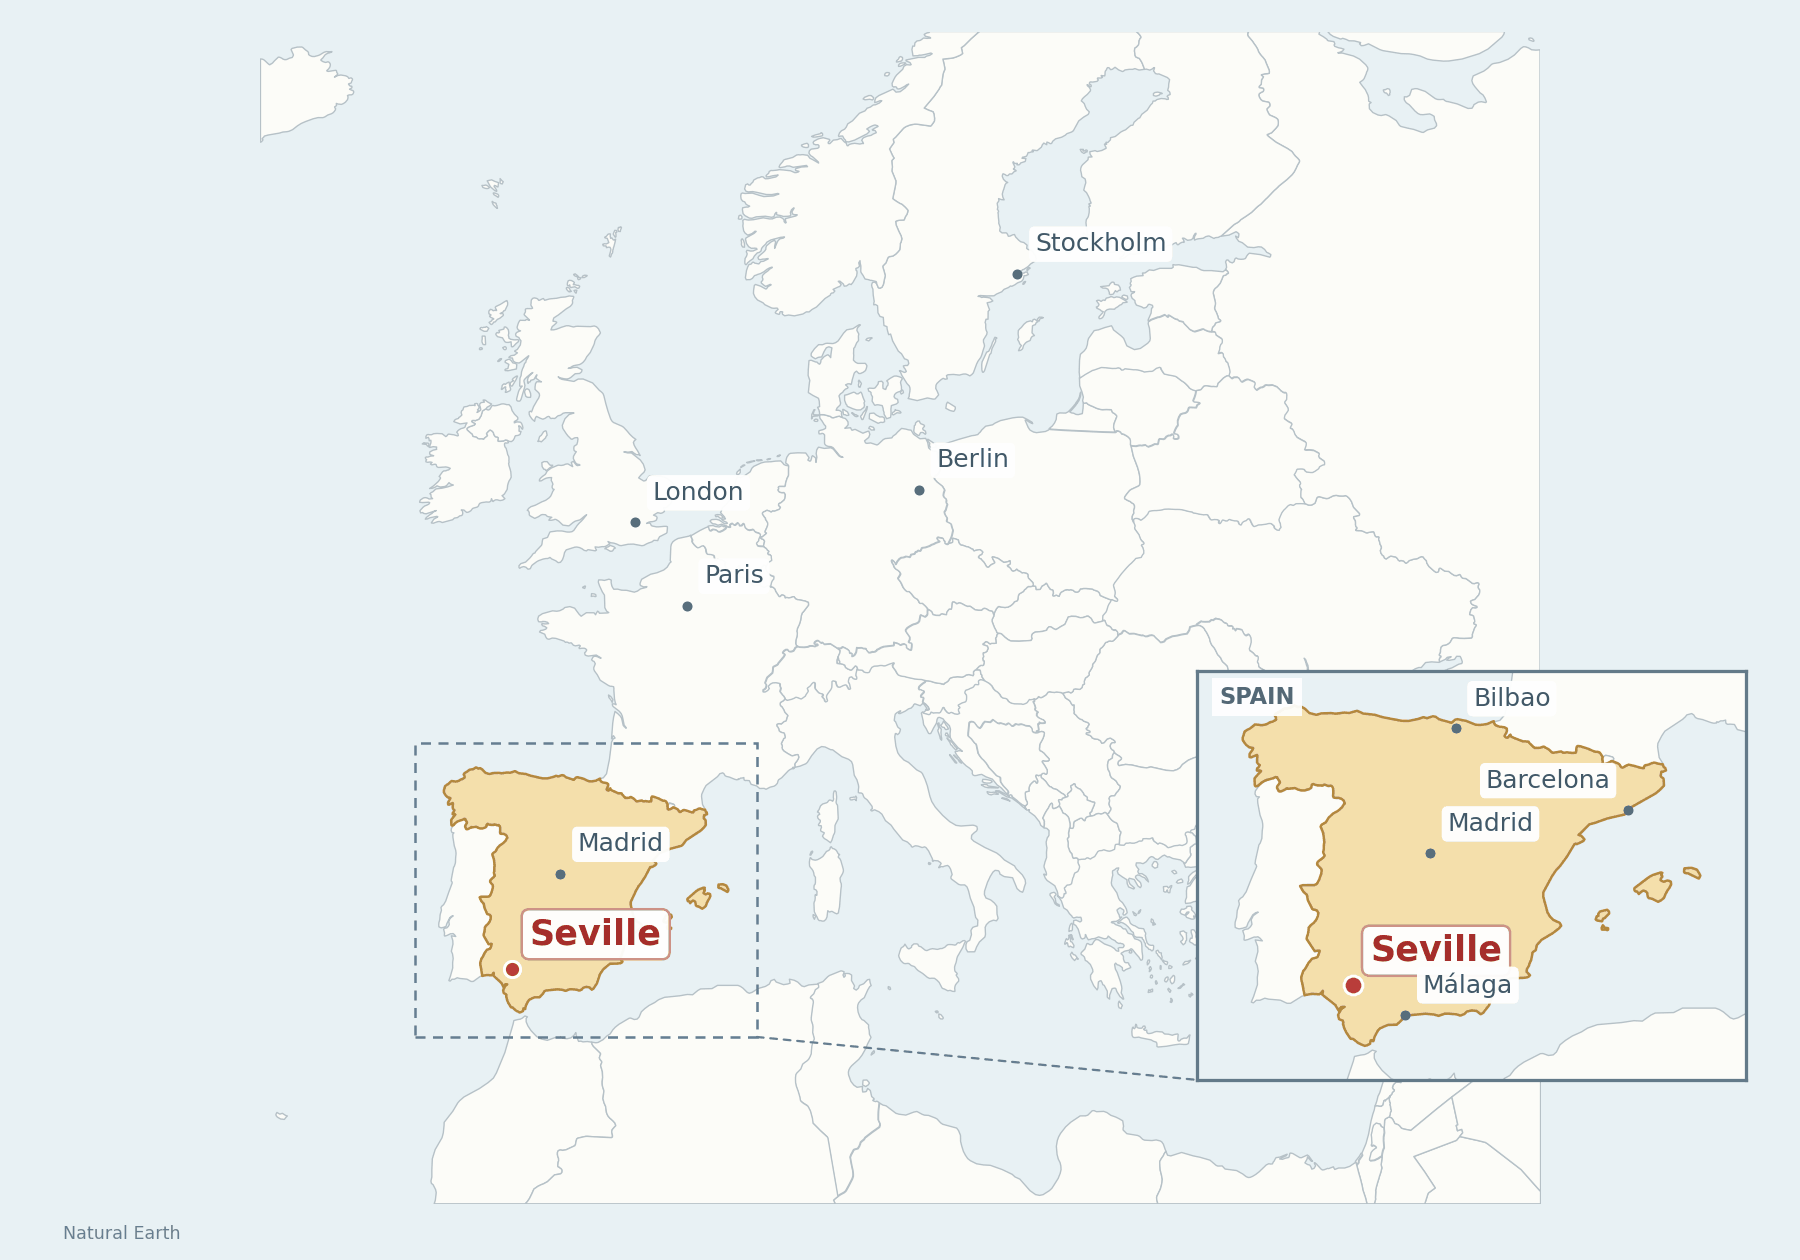 Stockholm
Berlin
London
Paris
Madrid
Seville
SPAIN
Bilbao
Barcelona
Madrid
Seville
Málaga
Natural Earth